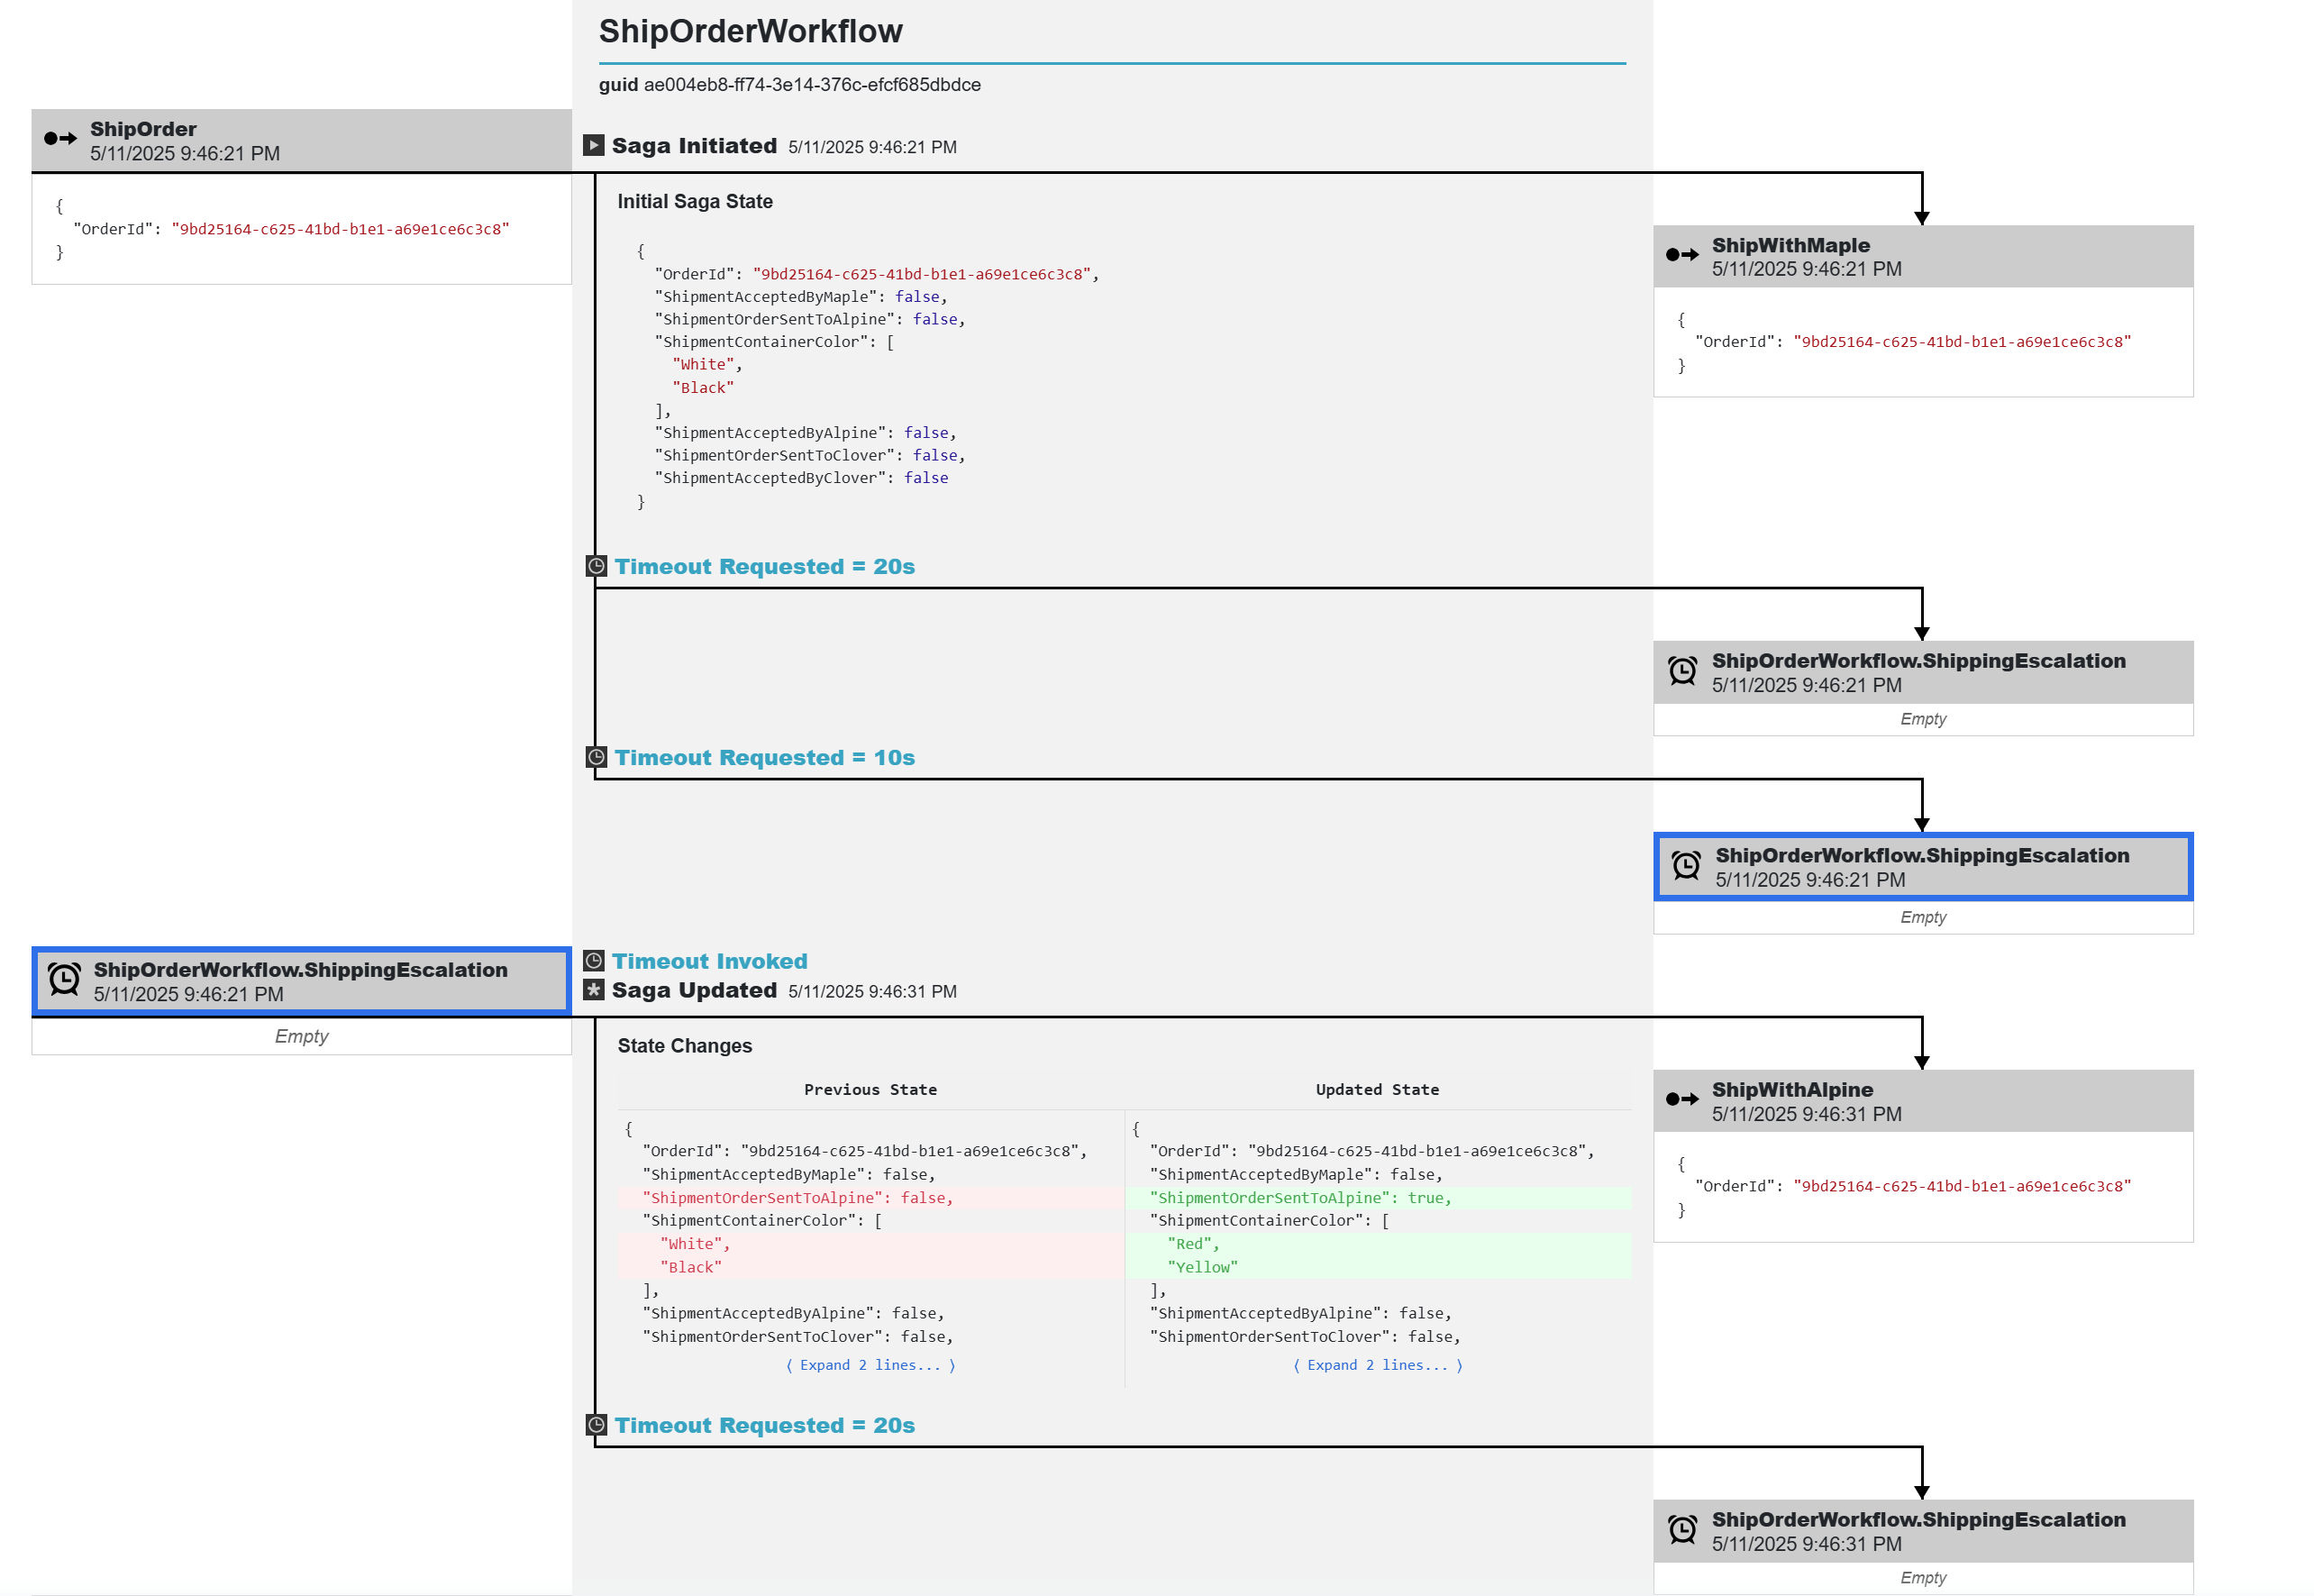 ShipOrderWorkflow
guid ae004eb8-ff74-3e14-376c-efcf685dbdce
ShipOrder
5/11/2025 9:46:21 PM
{
"OrderId": "9bd25164-c625-41bd-b1e1-a69e1ce6c3c8"
}
Saga Initiated 5/11/2025 9:46:21 PM
Initial Saga State
{
"OrderId": "9bd25164-c625-41bd-b1e1-a69e1ce6c3c8",
"ShipmentAcceptedByMaple": false,
"ShipmentOrderSentToAlpine": false,
"ShipmentContainerColor": [
"White",
"Black"
],
"ShipmentAcceptedByAlpine": false,
"ShipmentOrderSentToClover": false,
"ShipmentAcceptedByClover": false
}
ShipWithMaple
5/11/2025 9:46:21 PM
{
"OrderId": "9bd25164-c625-41bd-b1e1-a69e1ce6c3c8"
}
Timeout Requested = 20s
ShipOrderWorkflow.ShippingEscalation
5/11/2025 9:46:21 PM
Empty
Timeout Requested = 10s
ShipOrderWorkflow.ShippingEscalation
5/11/2025 9:46:21 PM
Empty
ShipOrderWorkflow.ShippingEscalation
5/11/2025 9:46:21 PM
Empty
Timeout Invoked
Saga Updated 5/11/2025 9:46:31 PM
State Changes
Previous State
{
"OrderId": "9bd25164-c625-41bd-b1e1-a69e1ce6c3c8",
"ShipmentAcceptedByMaple": false,
"ShipmentOrderSentToAlpine": false,
"ShipmentContainerColor": [
"White",
"Black"
],
"ShipmentAcceptedByAlpine": false,
"ShipmentOrderSentToClover": false,
⟨ Expand 2 lines... ⟩
Updated State
{
"OrderId": "9bd25164-c625-41bd-b1e1-a69e1ce6c3c8",
"ShipmentAcceptedByMaple": false,
"ShipmentOrderSentToAlpine": true,
"ShipmentContainerColor": [
"Red",
"Yellow"
],
"ShipmentAcceptedByAlpine": false,
"ShipmentOrderSentToClover": false,
⟨ Expand 2 lines... ⟩
ShipWithAlpine
5/11/2025 9:46:31 PM
{
"OrderId": "9bd25164-c625-41bd-b1e1-a69e1ce6c3c8"
}
Timeout Requested = 20s
ShipOrderWorkflow.ShippingEscalation
5/11/2025 9:46:31 PM
Empty